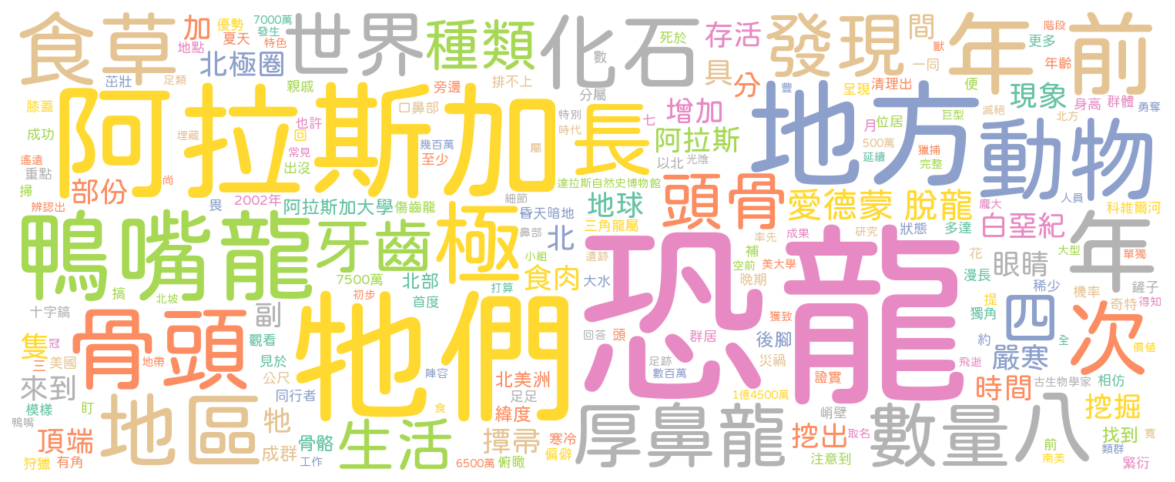 食草
世界
種類
化石
發現
年前
加
優勢
7000萬
發生
地點
夏天
特色
北極圈
茁壯
足類
親戚
排不上
數
死於
存活
間
獸
階段
更多
一同
年齡
分屬
具
分
便
阿拉斯加
長
地方
動物
膝蓋
成功
埋藏
遙遠
重點
尚
辨認出
掃
部份
口鼻部
旁邊
也許
回
常見
出沒
幾百萬
至少
屬
特別
時代
七
增加
阿拉斯
以北
光陰
豐
呈現
清理出
月
位居
500萬
延續
獵捕
完整
巨型
滅絕
北方
現象
身高
群體
勇奪
畏
2002年
阿拉斯加大學
傷齒龍
細節
達拉斯自然史博物館
三角龍屬
地球
頭骨
愛德蒙
脫龍
狀態
多達
龐大
人員
白堊紀
科維爾河
鴨嘴龍
牙齒
極
昏天暗地
鼻部
北
小組
遺跡
食肉
打算
大水
補
空前
率先
成果
美大學
晚期
研究
恐龍
花
漫長
眼睛
大型
單獨
年
稀少
鏟子
得知
7500萬
北部
初步
首度
十字鎬
搞
北坡
骨頭
副
觀看
見於
公尺
牠們
隻
冠
三
美國
地帶
同行者
陣容
回答
頭
群居
獲致
足跡
數百萬
後腳
災禍
證實
飛逝
提
獨角
約
四
嚴寒
機率
奇特
全
次
價值
來到
模樣
盯
鴨嘴
地區
牠
成群
骨骼
工作
北美洲
足足
緯度
食
撢帚
寒冷
偏僻
俯瞰
6500萬
頂端
狩獵
有角
生活
厚鼻龍
1億4500萬
峭壁
挖出
取名
注意到
數量
時間
古生物學家
相仿
八
挖掘
前
南美
找到
類群
寬
繁衍